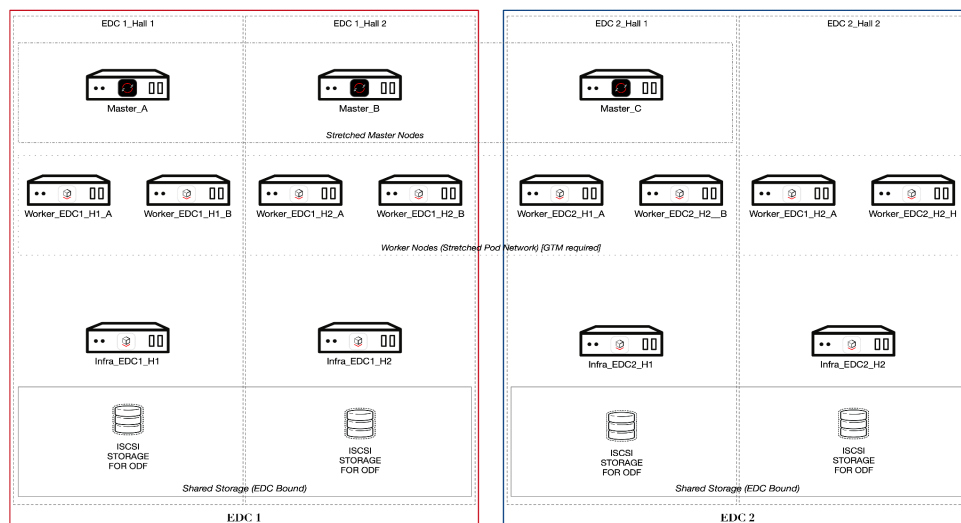 EDC 1_Hall 1
EDC 1_Hall 2
EDC 2_Hall 1
EDC 2_Hall 2
Master_A
Master_B
Master_C
Stretched Master Nodes
Worker_EDC1_H1_A
Worker_EDC1_H1_B
Worker_EDC1_H2_A
Worker_EDC1_H2_B
Worker_EDC2_H1_A
Worker_EDC2_H2__B
Worker_EDC1_H2_A
Worker_EDC2_H2_H
Worker Nodes (Stretched Pod Network) [GTM required]
Infra_EDC1_H1
Infra_EDC1_H2
Infra_EDC2_H1
Infra_EDC2_H2
ISCSI
STORAGE
FOR ODF
ISCSI
STORAGE
FOR ODF
ISCSI
STORAGE
FOR ODF
ISCSI
STORAGE
FOR ODF
Shared Storage (EDC Bound)
Shared Storage (EDC Bound)
EDC 1
EDC 2